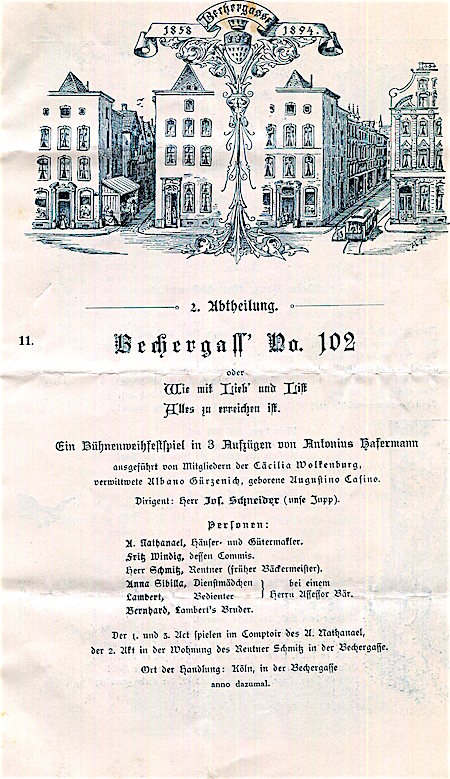 Bechergasse
1858 1894.
2. Abtheilung.
11. Bechergass' No. 102
oder
Wie mit Lieb' und List
Alles zu erreichen ist.
Ein Bühnenweihfestspiel in 3 Aufzügen von Antonius Hafermann
ausgeführt von Mitgliedern der Cäcilia Wolkenburg,
verwittwete Albano Gürzenich, geborene Augustino Casino.
Dirigent: Herr Jos. Schneider (unse Jupp).
Personen:
A. Nathanael, Häuser- und Gütermakler.
Fritz Windig, dessen Commis.
Herr Schmitz, Rentner (früher Bäckermeister).
Anna Sibilla, Dienstmädchen } bei einem
Lambert, Bedienter } Herrn Assessor Bär.
Bernhard, Lambert's Bruder.
Der 1. und 3. Act spielen im Comptoir des A. Nathanael,
der 2. Akt in der Wohnung des Rentner Schmitz in der Bechergasse.
Ort der Handlung: Köln, in der Bechergasse
anno dazumal.